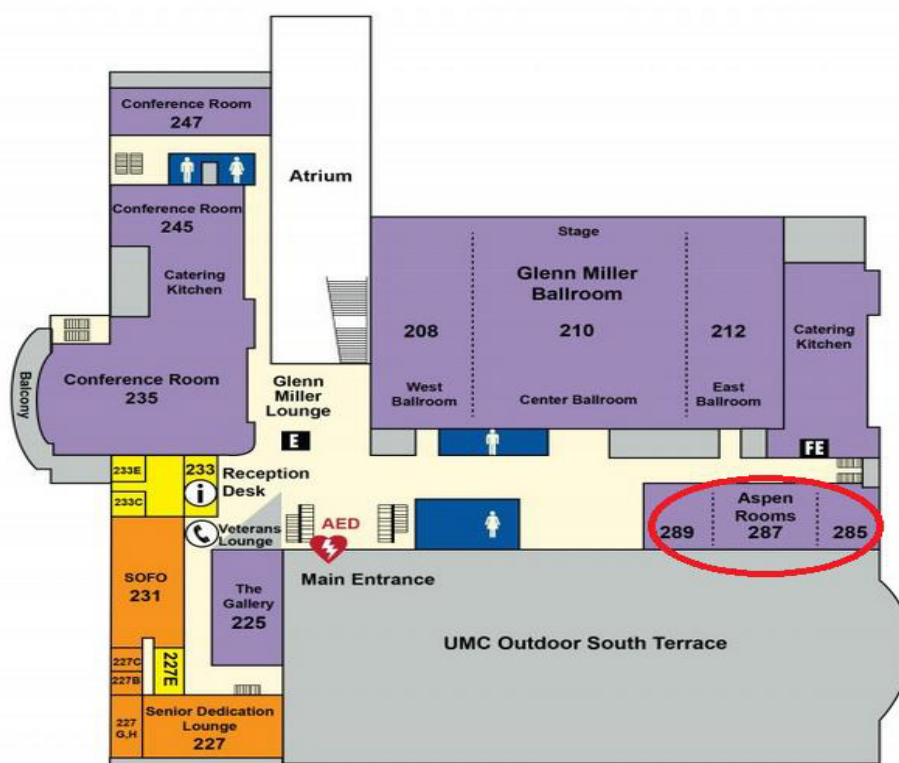 Conference Room
247
Atrium
Conference Room
245
Catering
Kitchen
Conference Room
235
Balcony
Glenn
Miller
Lounge
E
Stage
Glenn Miller
Ballroom
208
210
212
West
Ballroom
Center Ballroom
East
Ballroom
Catering
Kitchen
FE
233E
233
233C
i
Reception
Desk
Veterans
Lounge
AED
Main Entrance
Aspen
Rooms
289
287
285
SOFO
231
The
Gallery
225
UMC Outdoor South Terrace
227C
227B
227E
227
G,H
Senior Dedication
Lounge
227